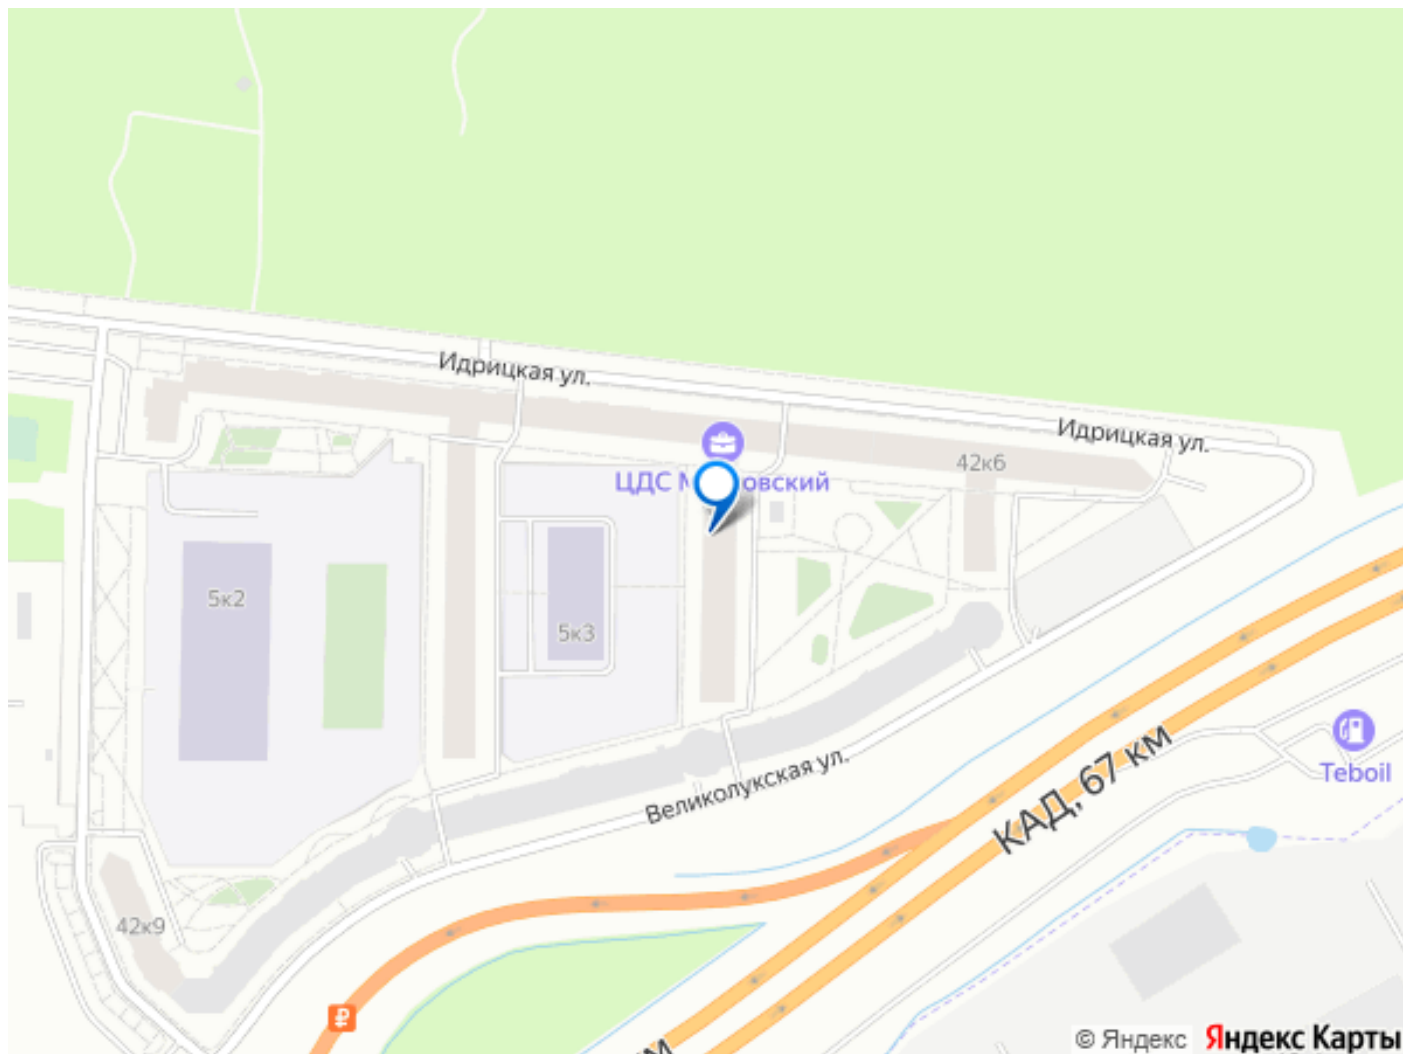 Идрицкая ул.
Идрицкая ул.
42к6
ЦДС М
овский
5к2
5к3
КАД, 67 км
Teboil
Великолукская ул.
42к9
© Яндекс
Яндекс Карты